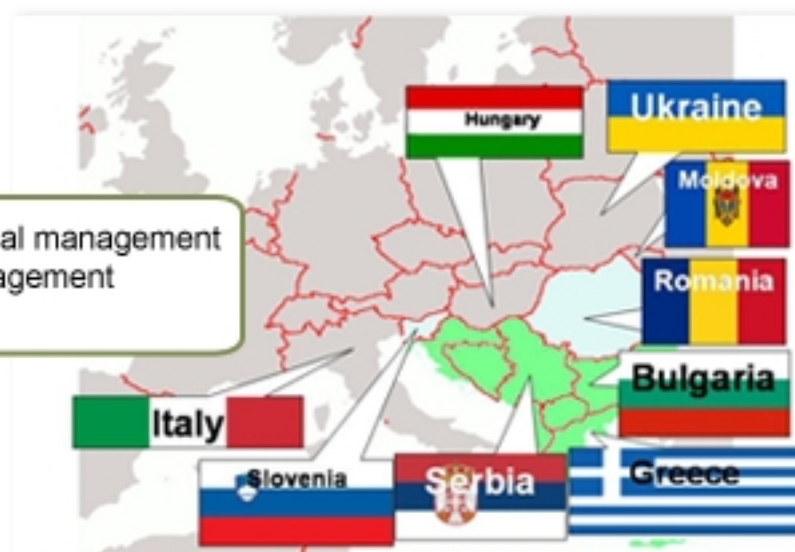 Hungary
Ukraine
Moldova
al management
agement
Romania
Bulgaria
Italy
Slovenia
Serbia
Greece